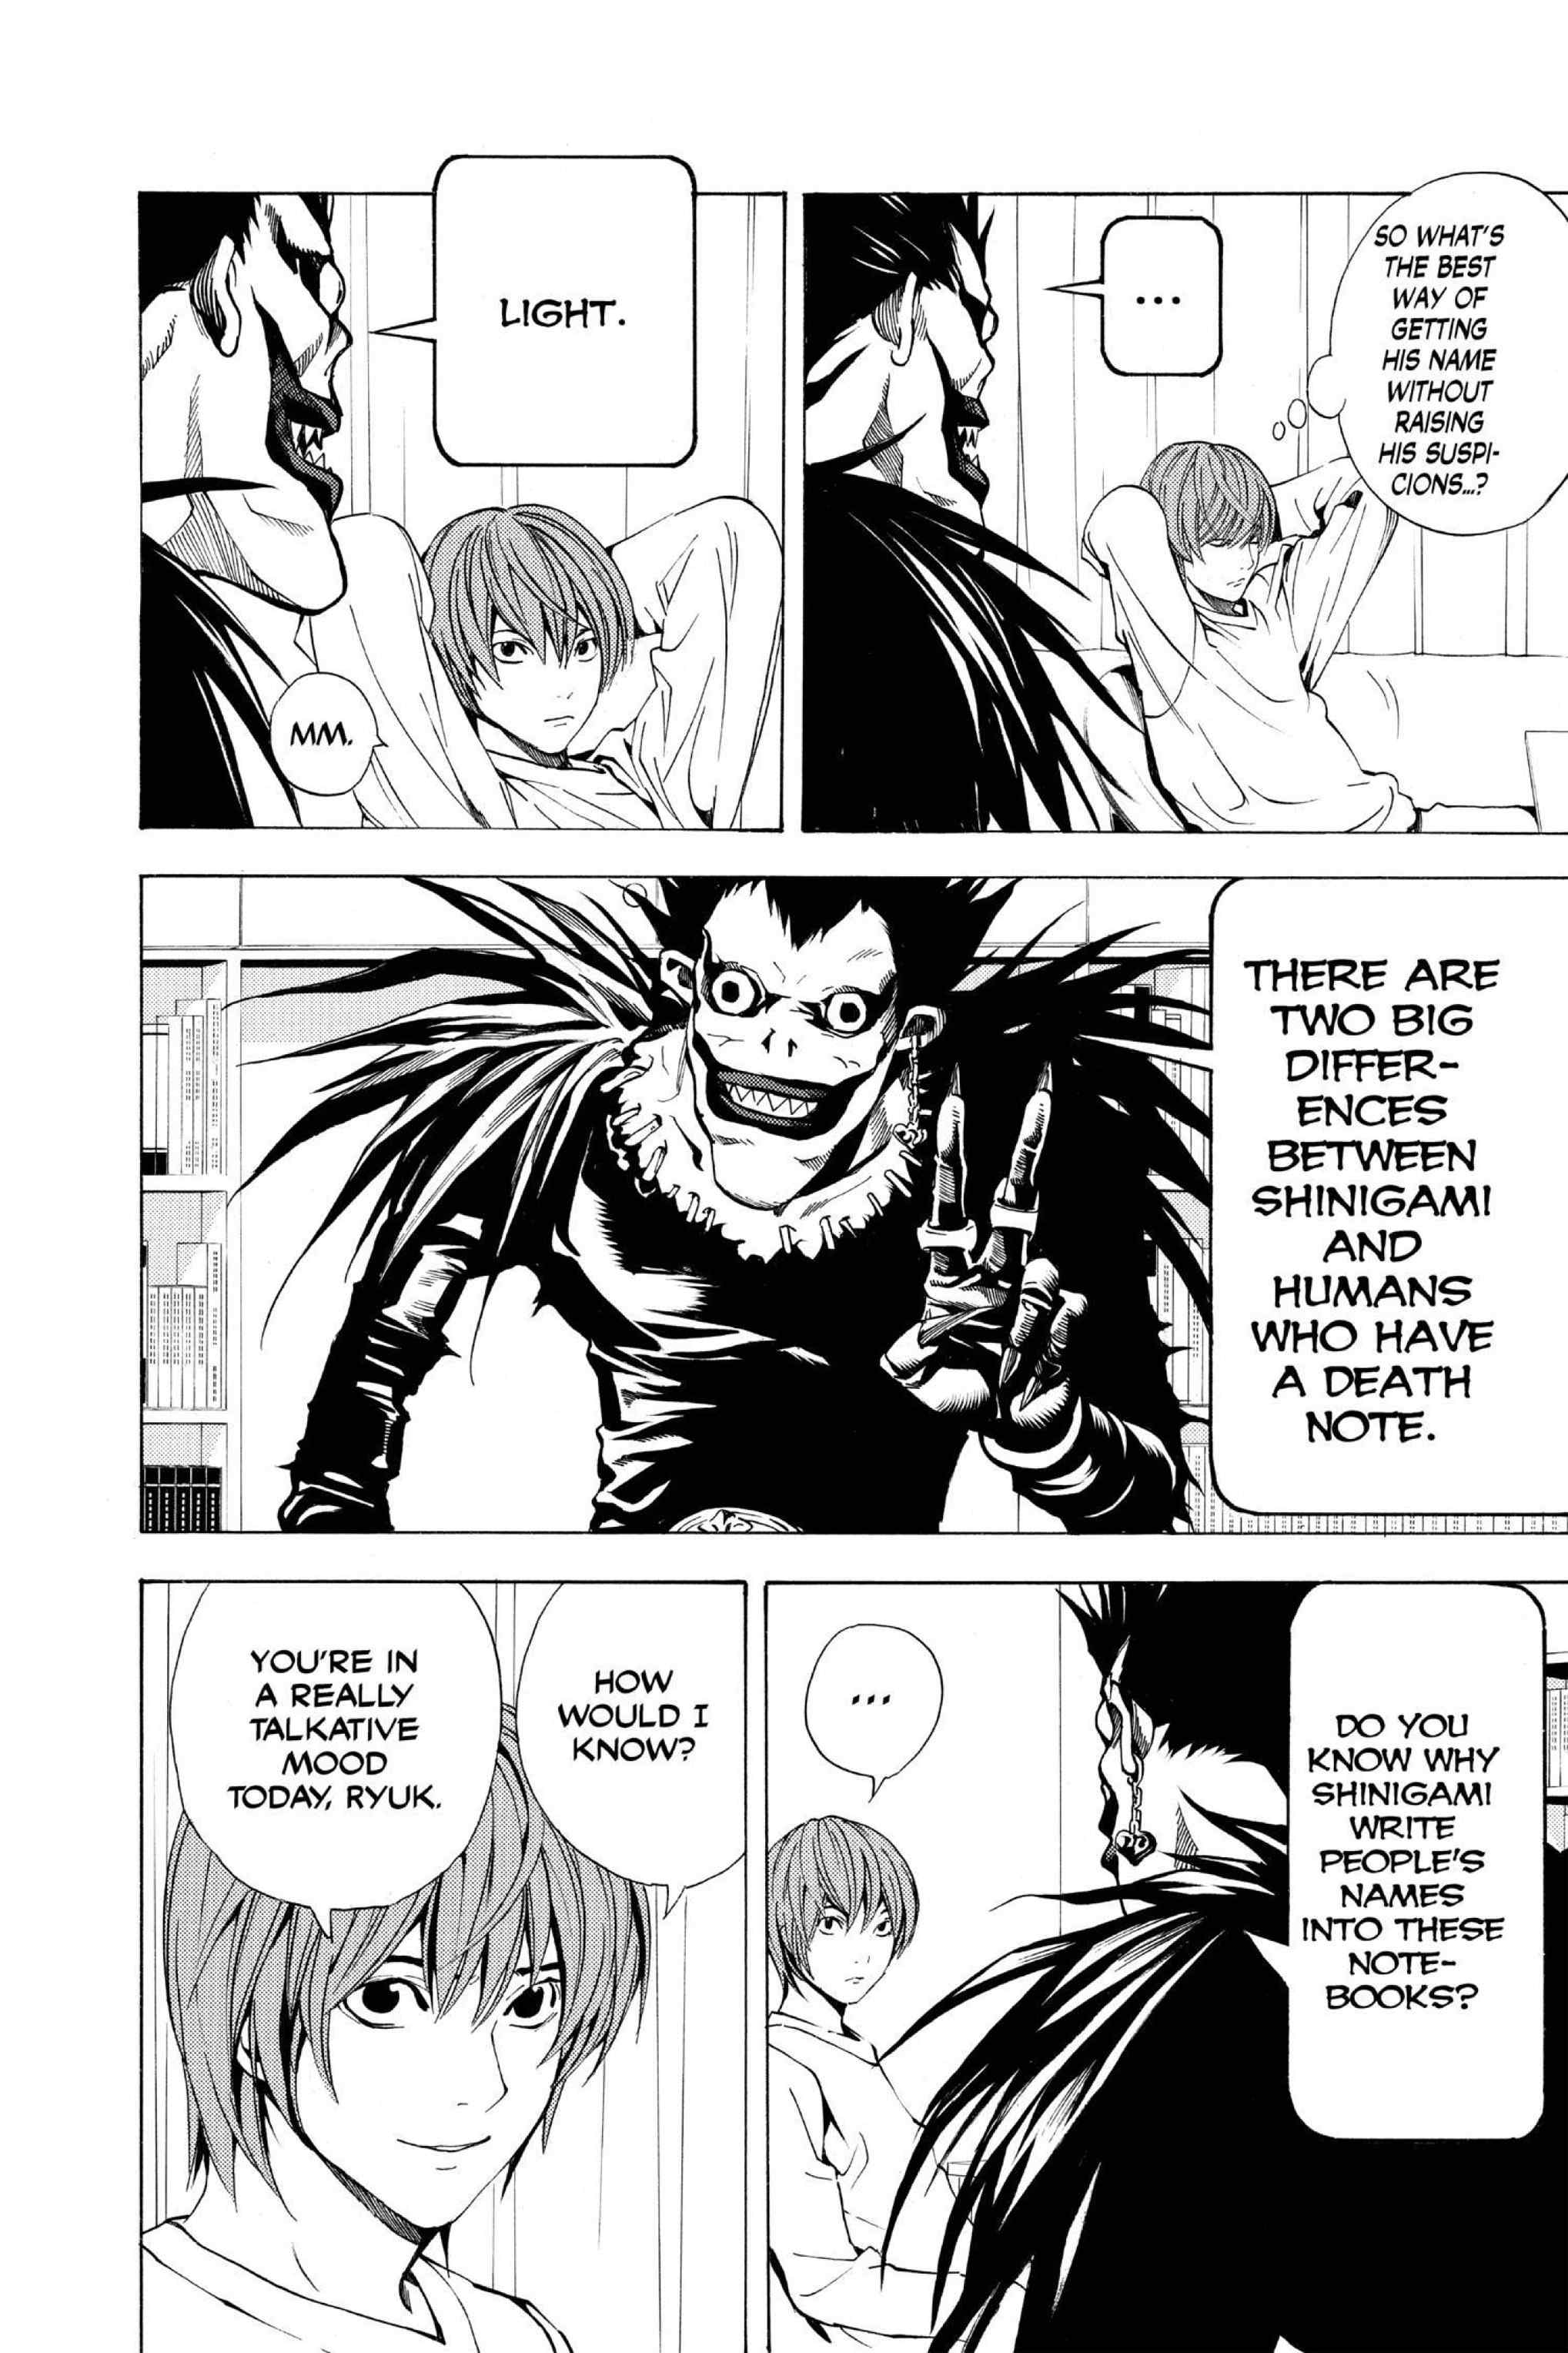 SO WHAT'S
THE BEST
WAY OF
GETTING
HIS NAME
WITHOUT
RAISING
HIS SUSPI-
CIONS...?
...
LIGHT.
MM.
THERE ARE
TWO BIG
DIFFER-
ENCES
BETWEEN
SHINIGAMI
AND
HUMANS
WHO HAVE
A DEATH
NOTE.
DO YOU
KNOW WHY
SHINIGAMI
WRITE
PEOPLE'S
NAMES
INTO THESE
NOTE-
BOOKS?
...
HOW
WOULD I
KNOW?
YOU'RE IN
A REALLY
TALKATIVE
MOOD
TODAY, RYUK.